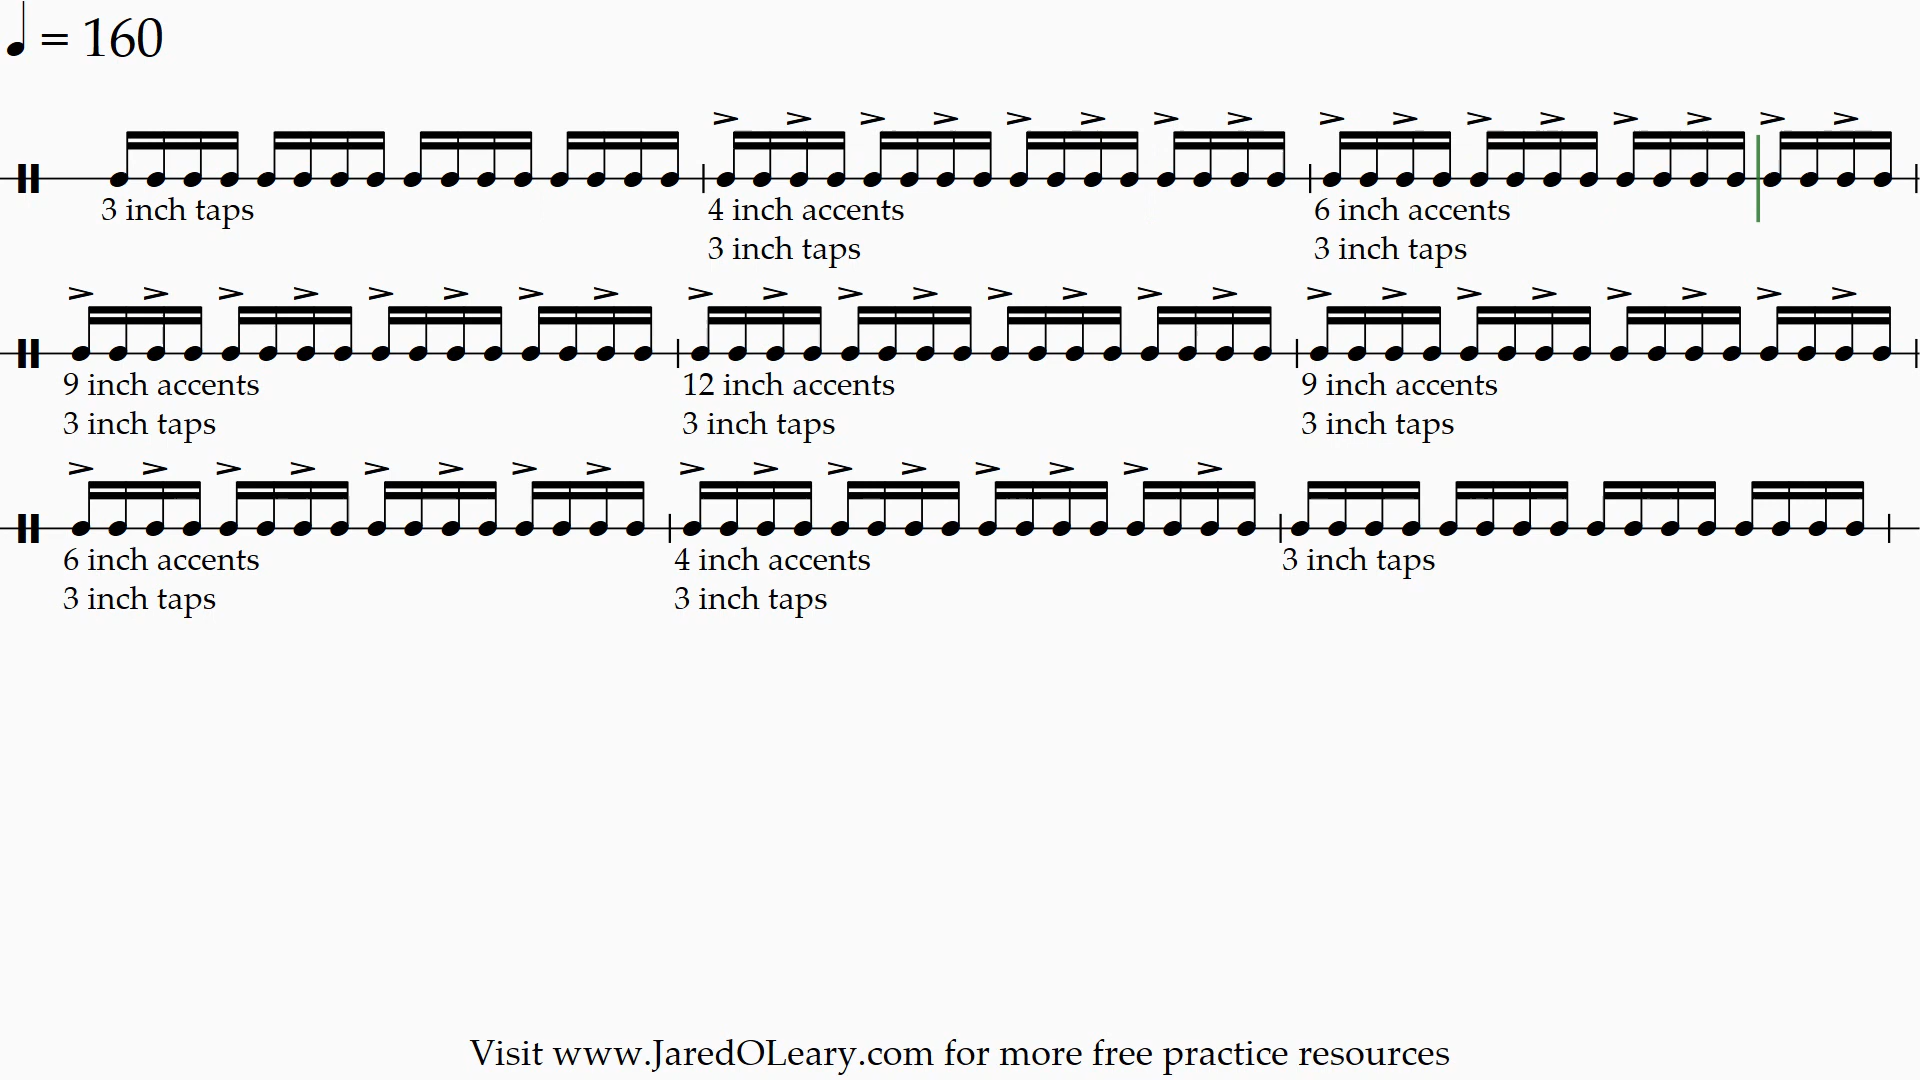 ♩ = 160
3 inch taps
4 inch accents
3 inch taps
6 inch accents
3 inch taps
9 inch accents
3 inch taps
12 inch accents
3 inch taps
9 inch accents
3 inch taps
6 inch accents
3 inch taps
4 inch accents
3 inch taps
3 inch taps
Visit www.JaredOLeary.com for more free practice resources